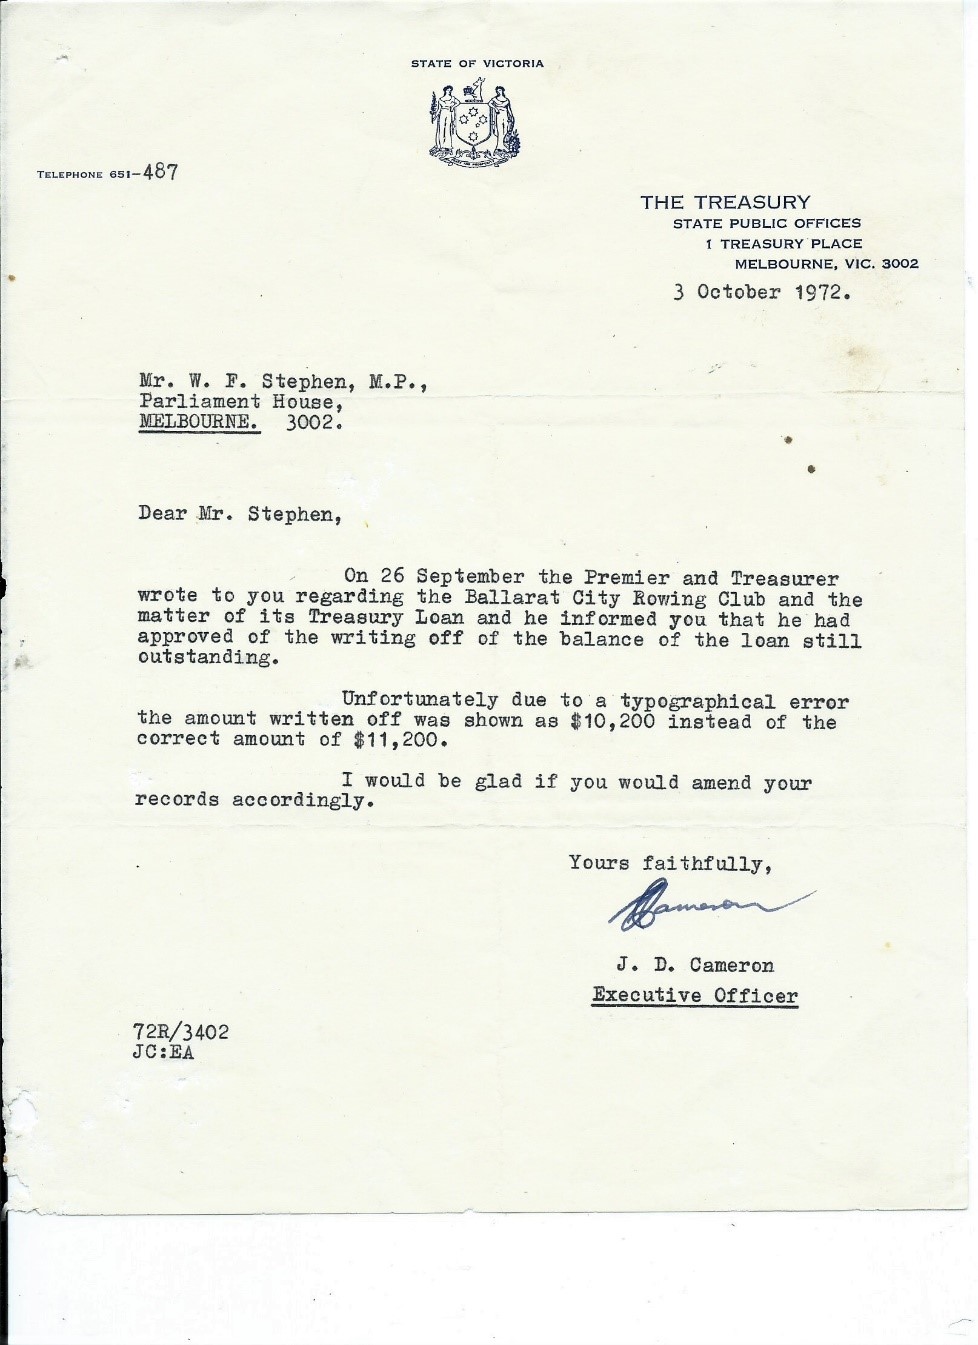 STATE OF VICTORIA
TELEPHONE 651-487
THE TREASURY
STATE PUBLIC OFFICES
1 TREASURY PLACE
MELBOURNE, VIC. 3002
3 October 1972.
Mr. W. F. Stephen, M.P.,
Parliament House,
MELBOURNE. 3002.
Dear Mr. Stephen,
On 26 September the Premier and Treasurer
wrote to you regarding the Ballarat City Rowing Club and the
matter of its Treasury Loan and he informed you that he had
approved of the writing off of the balance of the loan still
outstanding.
Unfortunately due to a typographical error
the amount written off was shown as $10,200 instead of the
correct amount of $11,200.
I would be glad if you would amend your
records accordingly.
Yours faithfully,
Cameron
J. D. Cameron
Executive Officer
72R/3402
JC:EA